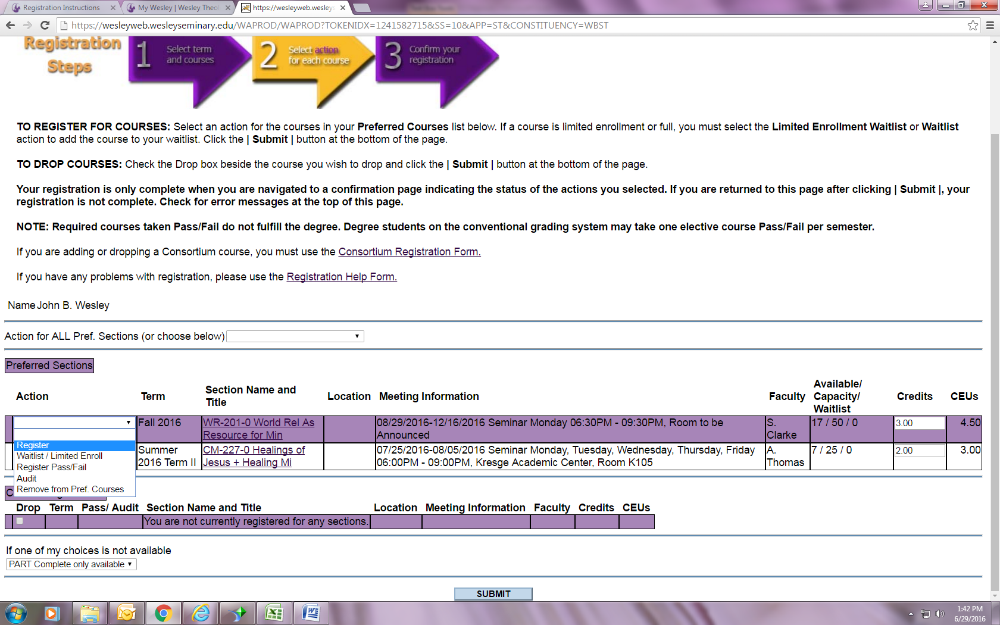 Registration Instructions
My Wesley | Wesley Theol
https://wesleyweb.wesleys
https://wesleyweb.wesleyseminary.edu/WAPROD/WAPROD?TOKENIDX=1241582715&SS=10&APP=ST&CONSTITUENCY=WBST
Registration
Steps
1 Select term
and courses
2 Select action
for each course
3 Confirm your
registration
TO REGISTER FOR COURSES: Select an action for the courses in your Preferred Courses list below. If a course is limited enrollment or full, you must select the Limited Enrollment Waitlist or Waitlist
action to add the course to your waitlist. Click the | Submit | button at the bottom of the page.
TO DROP COURSES: Check the Drop box beside the course you wish to drop and click the | Submit | button at the bottom of the page.
Your registration is only complete when you are navigated to a confirmation page indicating the status of the actions you selected. If you are returned to this page after clicking | Submit |, your
registration is not complete. Check for error messages at the top of this page.
NOTE: Required courses taken Pass/Fail do not fulfill the degree. Degree students on the conventional grading system may take one elective course Pass/Fail per semester.
If you are adding or dropping a Consortium course, you must use the Consortium Registration Form.
If you have any problems with registration, please use the Registration Help Form.
Name John B. Wesley
Action for ALL Pref. Sections (or choose below)
Preferred Sections
Action Term Section Name and Title Location Meeting Information Faculty Available/ Capacity/ Waitlist Credits CEUs
Fall 2016 WR-201-0 World Rel As 08/29/2016-12/16/2016 Seminar Monday 06:30PM - 09:30PM, Room to be S. 17 / 50 / 0 3.00 4.50
Resource for Min Announced Clarke
Summer CM-227-0 Healings of 07/25/2016-08/05/2016 Seminar Monday, Tuesday, Wednesday, Thursday, Friday A. 7 / 25 / 0 2.00 3.00
2016 Term II Jesus + Healing Mi 06:00PM - 09:00PM, Kresge Academic Center, Room K105 Thomas
Register
Waitlist / Limited Enroll
Register Pass/Fail
Audit
Remove from Pref. Courses
Drop Term Pass/ Audit Section Name and Title Location Meeting Information Faculty Credits CEUs
You are not currently registered for any sections.
If one of my choices is not available
PART Complete only available
SUBMIT
1:42 PM
6/29/2016